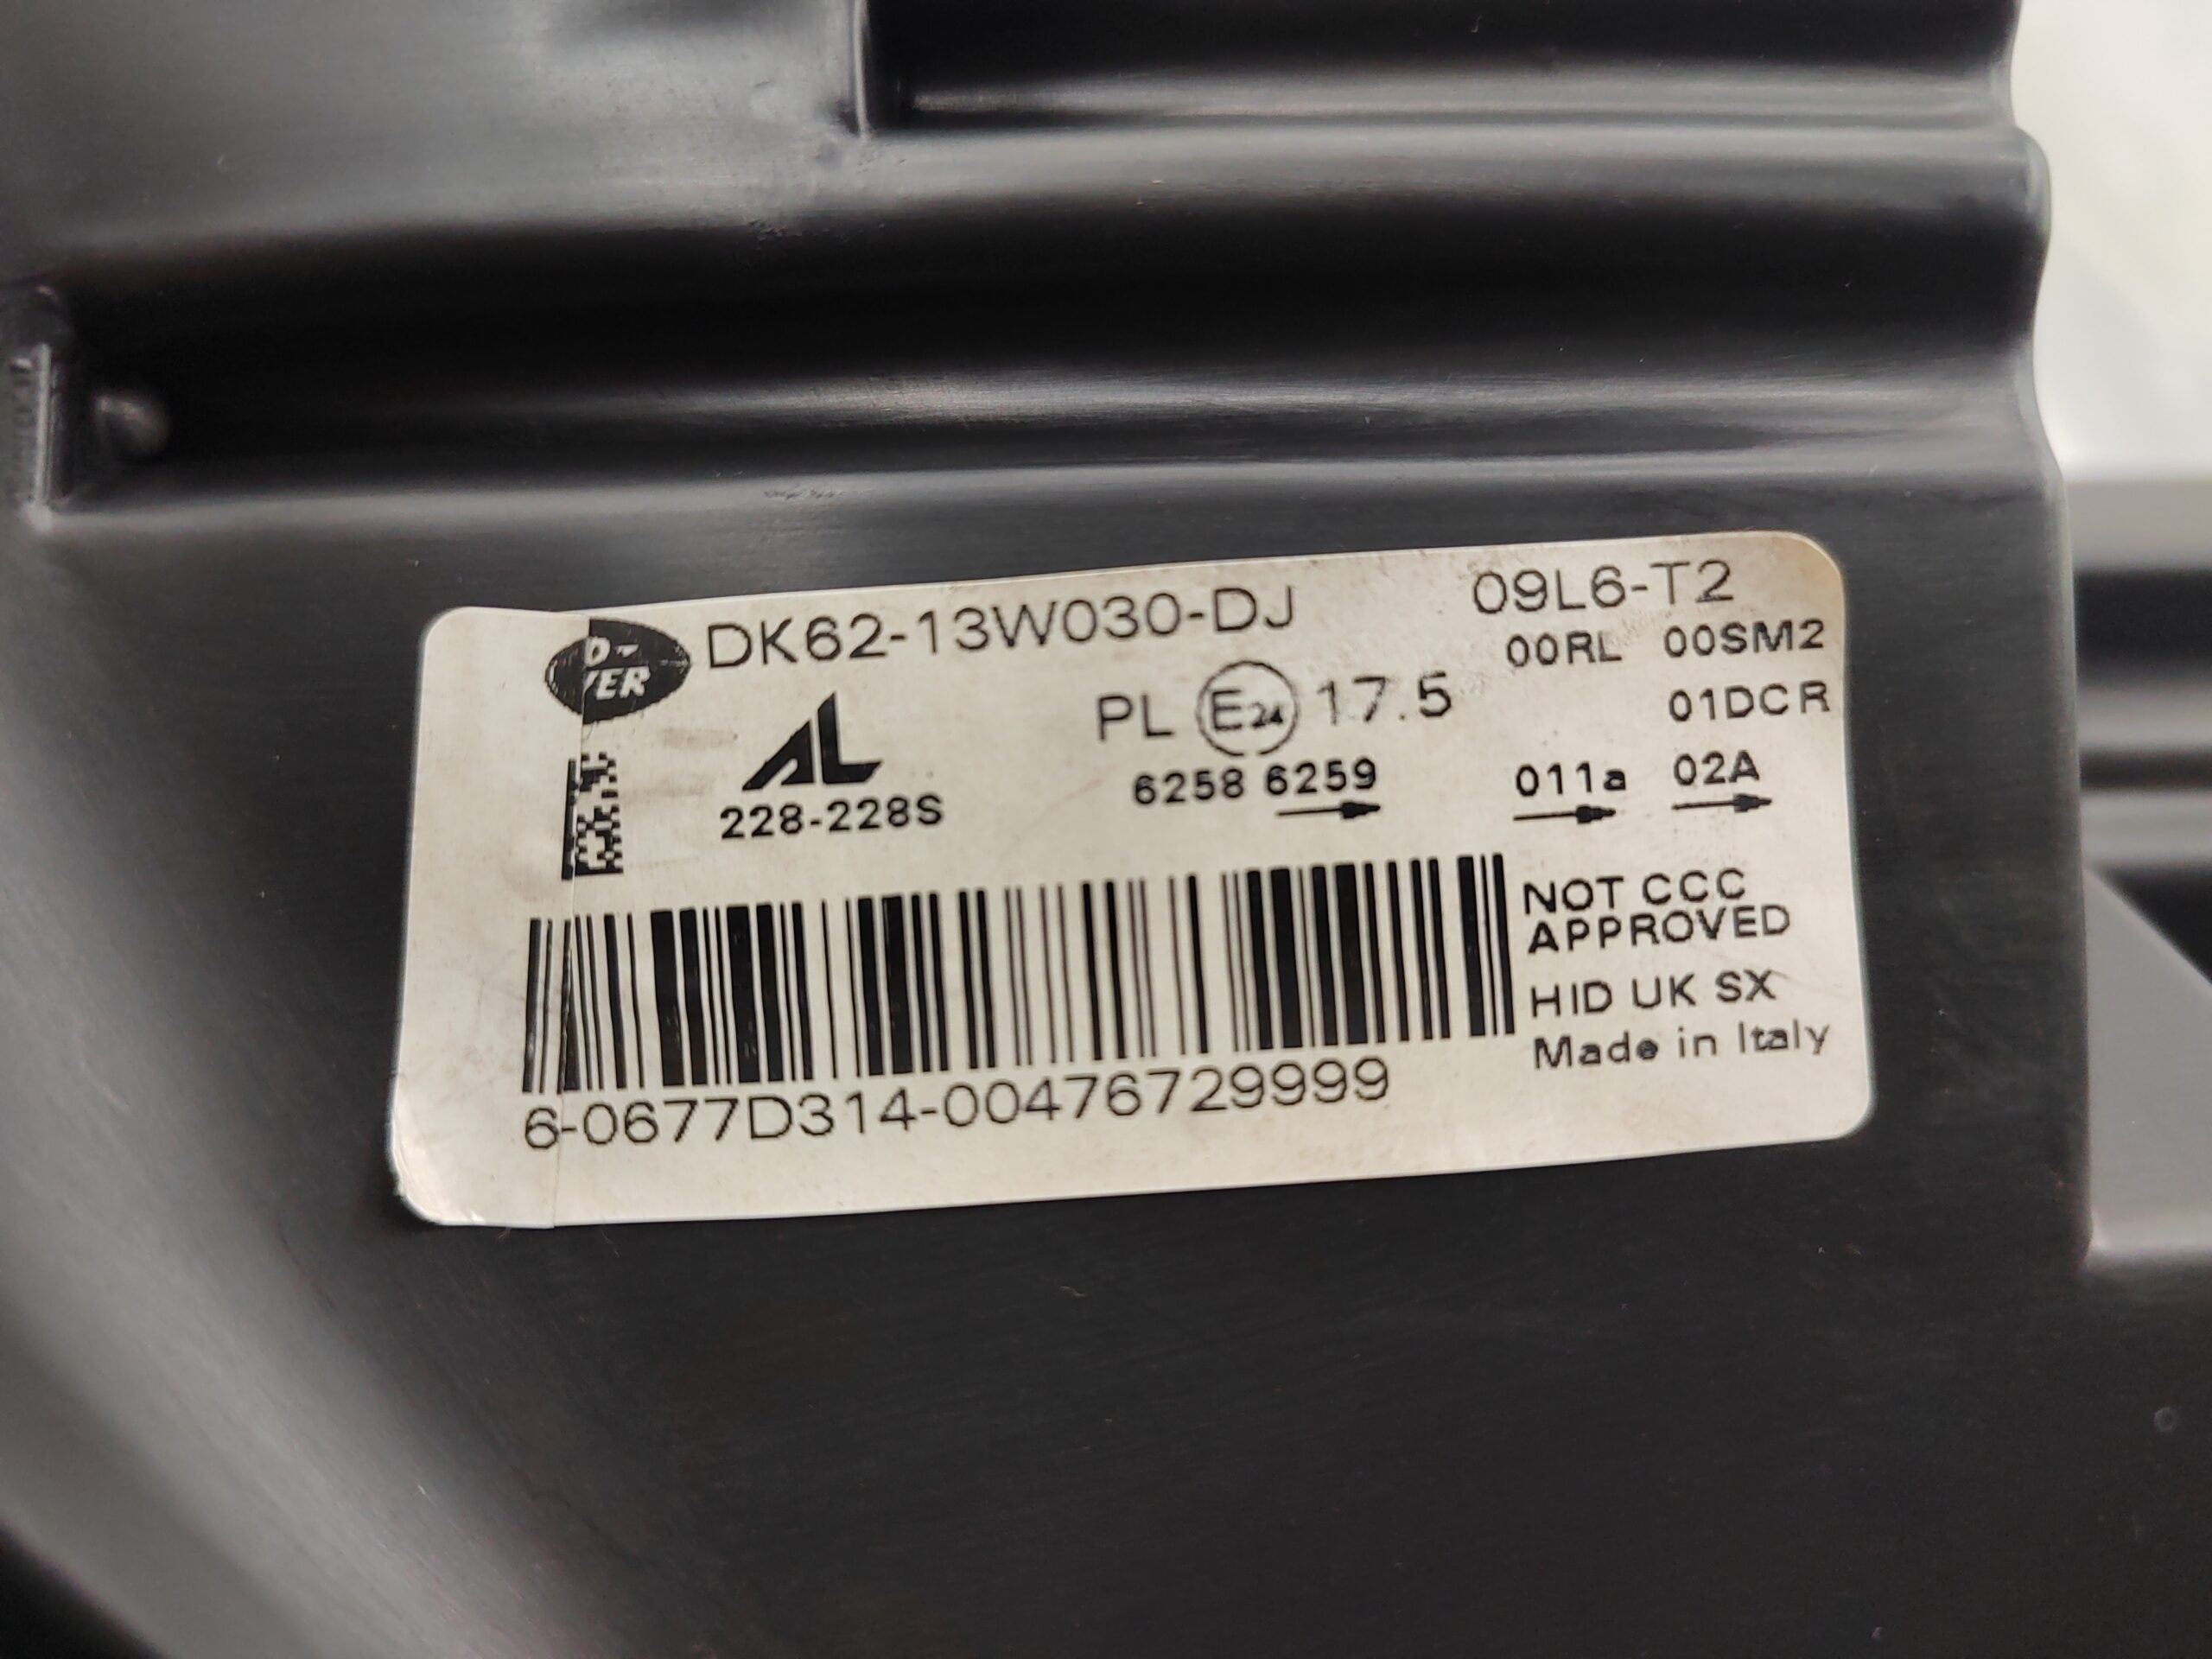 DK62-13W030-DJ 09L6-T2
00RL 00SM2
PL E24 17.5 01DCR
AL
228-228S
6258 6259 011a 02A
NOT CCC
APPROVED
HID UK SX
Made in Italy
6-0677D314-00476729999